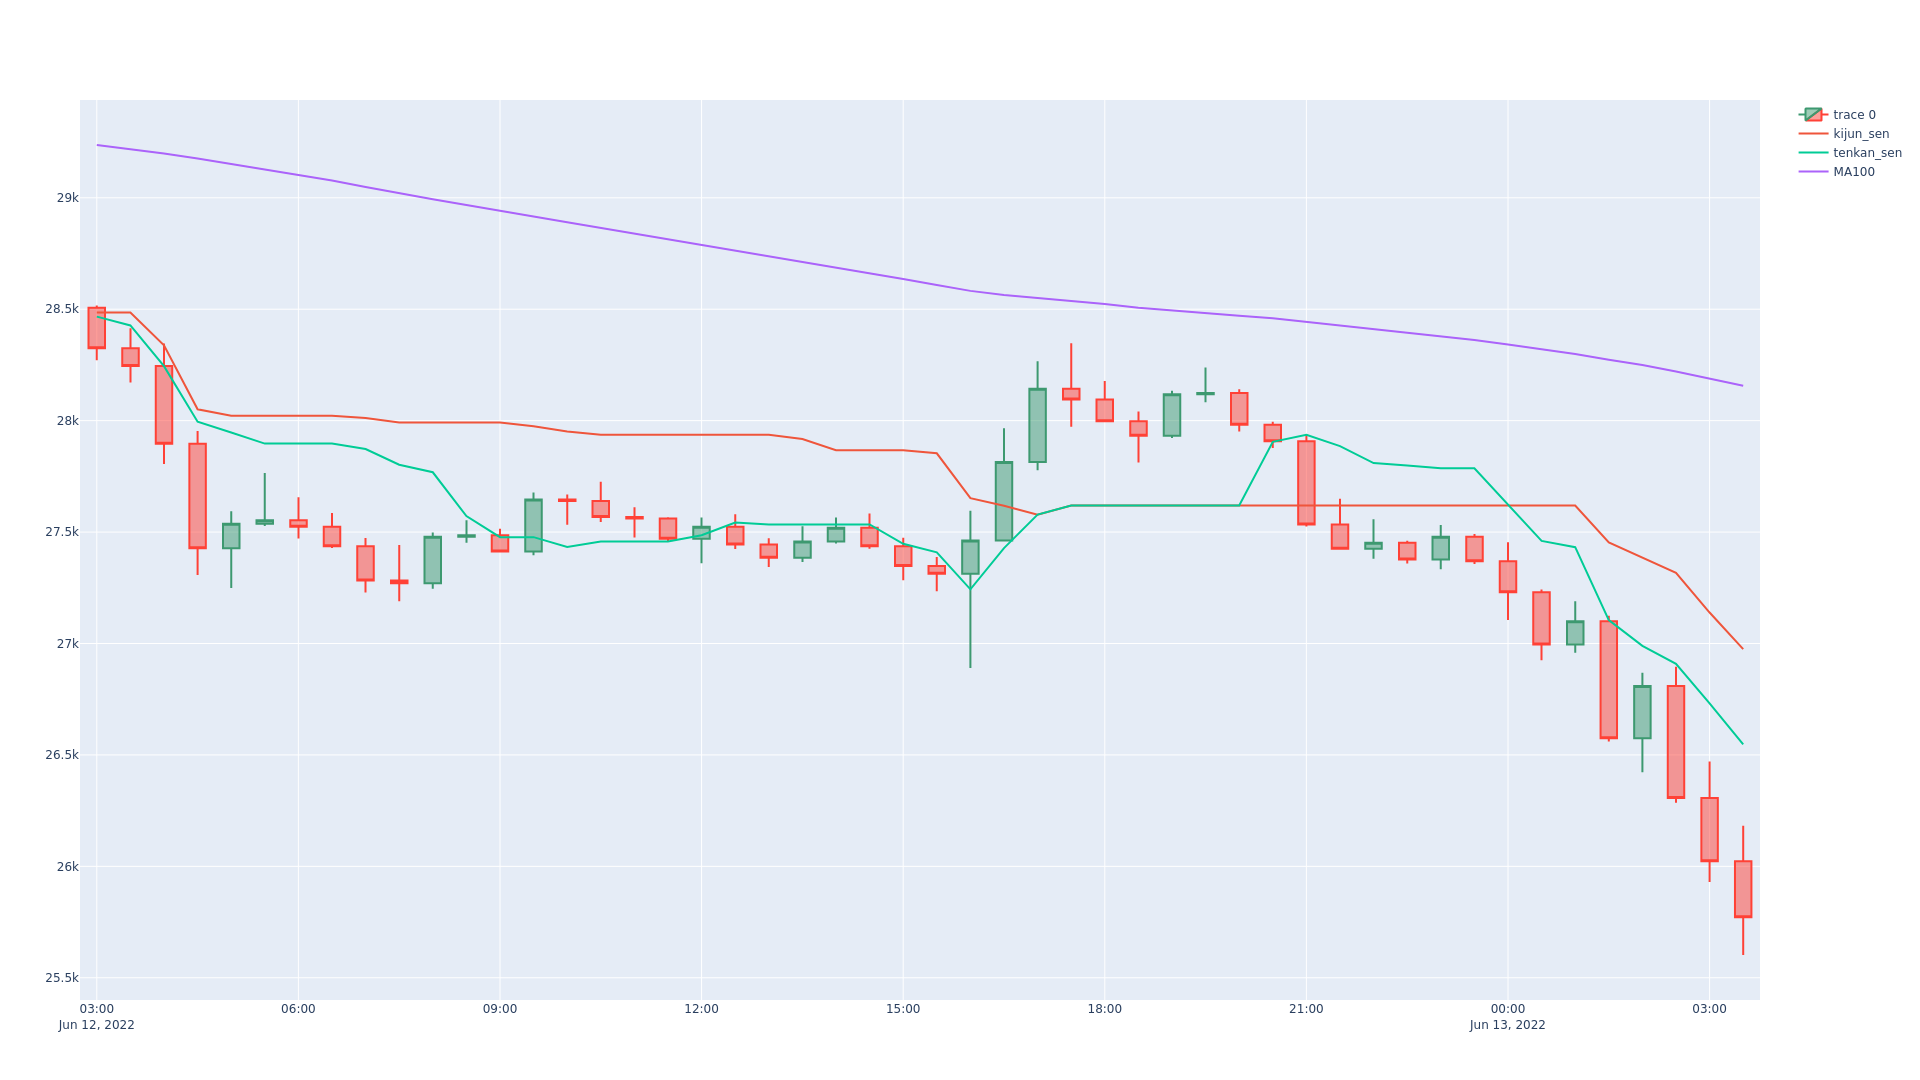 trace 0
kijun_sen
tenkan_sen
MA100
29k
28.5k
28k
27.5k
27k
26.5k
26k
25.5k
03:00 06:00 09:00 12:00 15:00 18:00 21:00 00:00 03:00
Jun 12, 2022 Jun 13, 2022